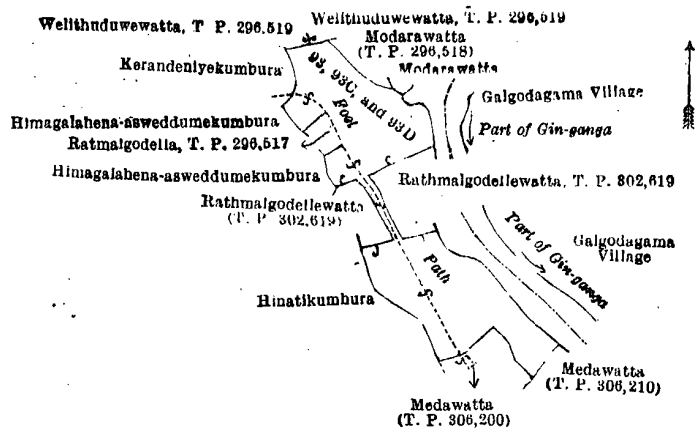 Welithuduwewatta, T. P. 296,519
Welithuduwewatta, T P. 296,519
Modarawatta
(T. P. 296,518)
Modarawatta
Kerandeniyekumbura
93, 93C, and 93D
Galgodagama Village
Foot
Himagalahena-asweddumekumbura
Part of Gin-ganga
Ratmalgodella, T. P. 296,517
Himagalahena-asweddumekumbura
Rathmalgodellewatta, T. P. 302,619
Rathmalgodellewatta
(T. P. 302,619)
Part of Gin-ganga
Galgodagama
Village
Path
Hinatikumbura
Medawatta
(T. P. 306,210)
Medawatta
(T. P. 306,200)